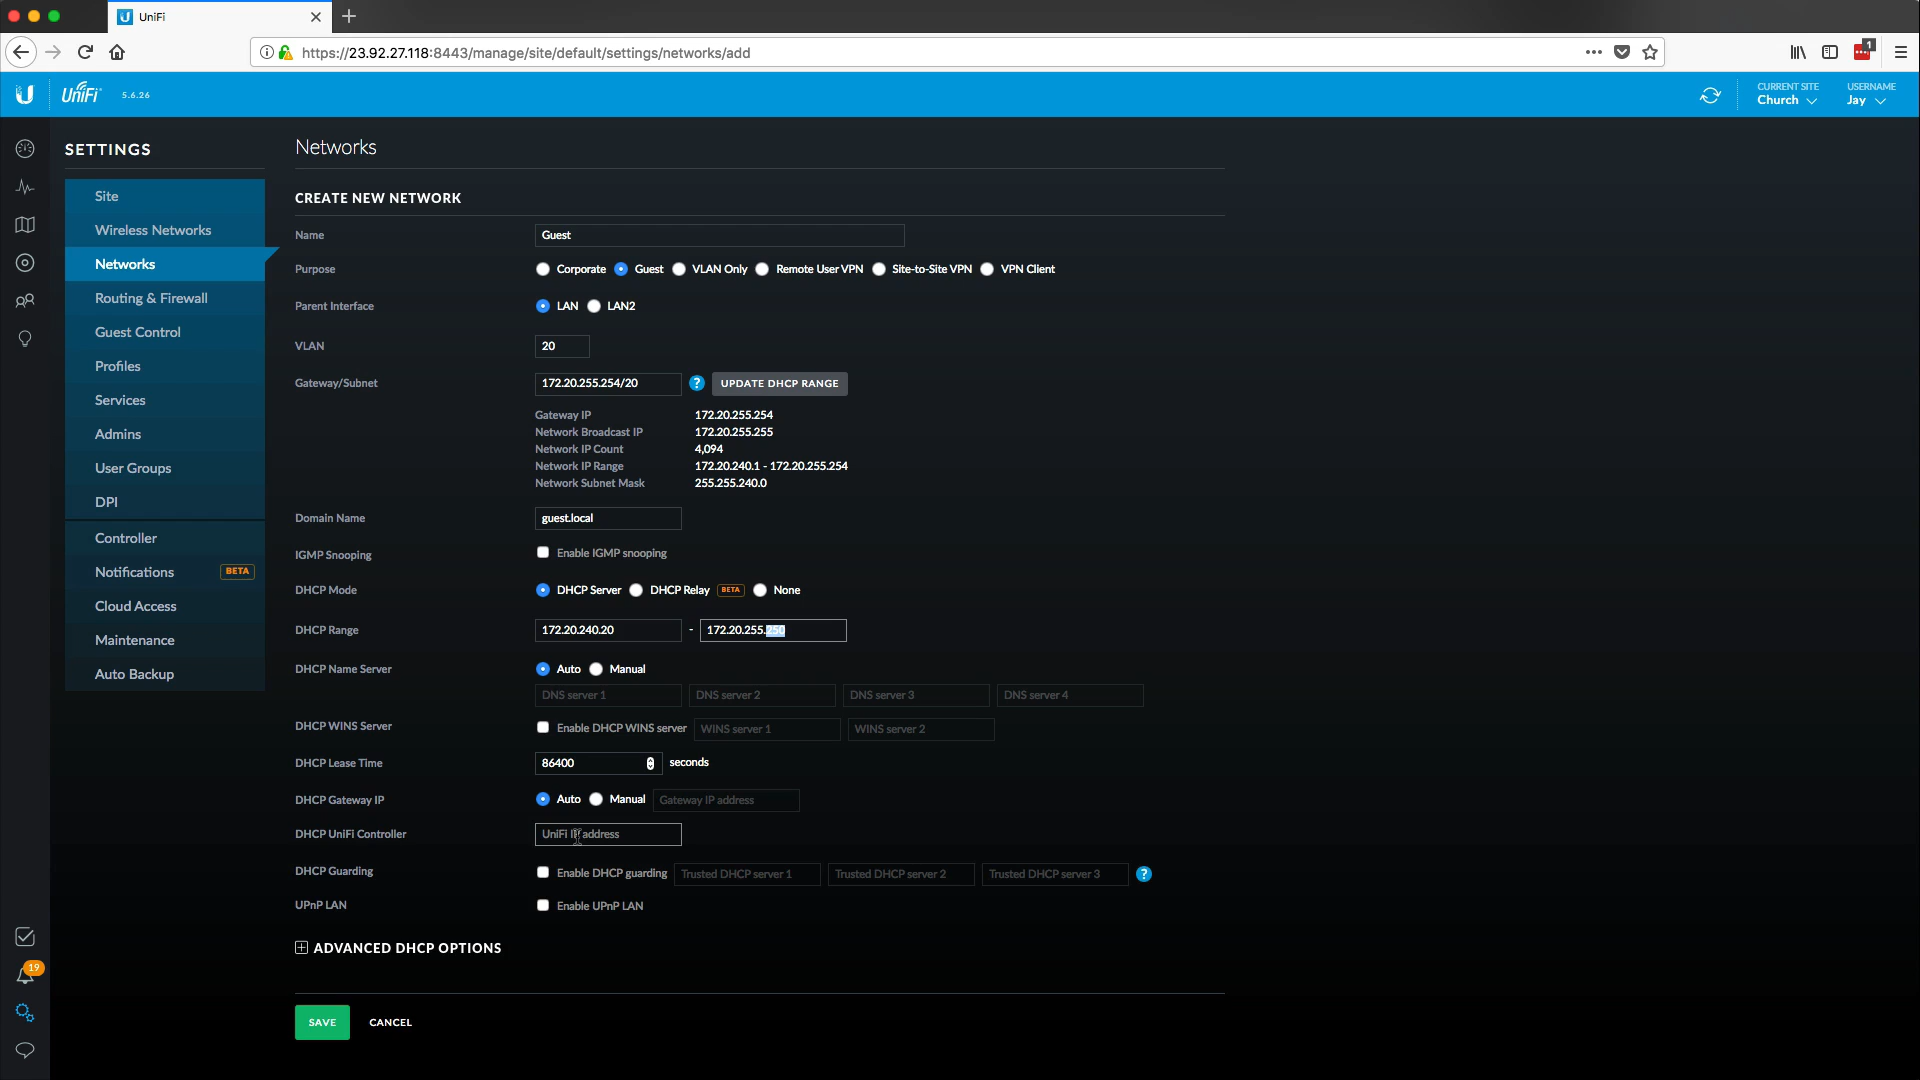 UniFi
https://23.92.27.118:8443/manage/site/default/settings/networks/add
1
UniFi 5.6.26
CURRENT SITE
Church
USERNAME
Jay
SETTINGS
Site
Wireless Networks
Networks
Routing & Firewall
Guest Control
Profiles
Services
Admins
User Groups
DPI
Controller
Notifications BETA
Cloud Access
Maintenance
Auto Backup
19
Networks
CREATE NEW NETWORK
Name Guest
Purpose Corporate Guest VLAN Only Remote User VPN Site-to-Site VPN VPN Client
Parent Interface LAN LAN2
VLAN 20
Gateway/Subnet 172.20.255.254/20 ? UPDATE DHCP RANGE
Gateway IP 172.20.255.254
Network Broadcast IP 172.20.255.255
Network IP Count 4,094
Network IP Range 172.20.240.1 - 172.20.255.254
Network Subnet Mask 255.255.240.0
Domain Name guest.local
IGMP Snooping Enable IGMP snooping
DHCP Mode DHCP Server DHCP Relay BETA None
DHCP Range 172.20.240.20 - 172.20.255.250
DHCP Name Server Auto Manual
DNS server 1 DNS server 2 DNS server 3 DNS server 4
DHCP WINS Server Enable DHCP WINS server WINS server 1 WINS server 2
DHCP Lease Time 86400 seconds
DHCP Gateway IP Auto Manual Gateway IP address
DHCP UniFi Controller UniFi IP address
DHCP Guarding Enable DHCP guarding Trusted DHCP server 1 Trusted DHCP server 2 Trusted DHCP server 3 ?
UPnP LAN Enable UPnP LAN
ADVANCED DHCP OPTIONS
SAVE CANCEL